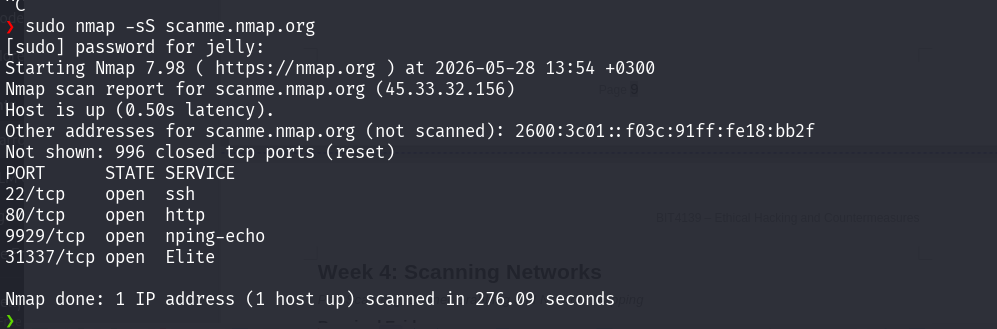 ^C
❯ sudo nmap -sS scanme.nmap.org
[sudo] password for jelly:
Starting Nmap 7.98 ( https://nmap.org ) at 2026-05-28 13:54 +0300
Nmap scan report for scanme.nmap.org (45.33.32.156)
Host is up (0.50s latency).
Page 9
Other addresses for scanme.nmap.org (not scanned): 2600:3c01::f03c:91ff:fe18:bb2f
Not shown: 996 closed tcp ports (reset)
PORT      STATE SERVICE
22/tcp    open  ssh
80/tcp    open  http
Ethical Hacking and Countermeasures
9929/tcp  open  nping-echo
31337/tcp open  Elite
Week 4: Scanning Networks
Nmap done: 1 IP address (1 host up) scanned in 276.09 seconds
❯